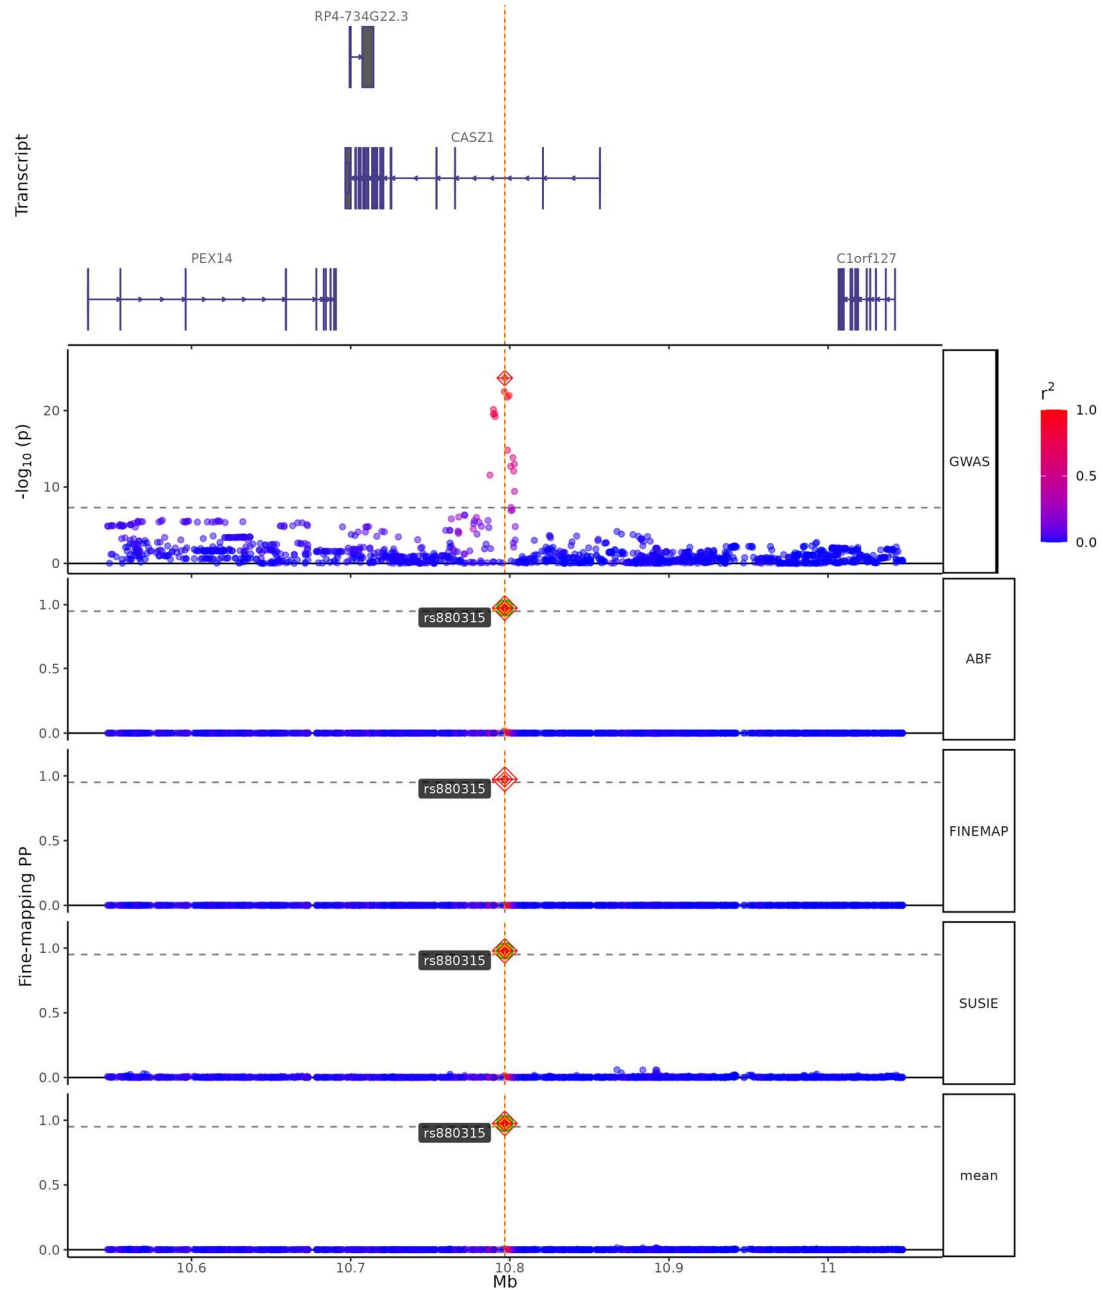 RP4-734G22.3
CASZ1
Transcript
PEX14
C1orf127
-log10 (p)
20
10
0
GWAS
r2
1.0
0.5
0.0
Fine-mapping PP
1.0
0.5
0.0
rs880315
ABF
1.0
0.5
0.0
rs880315
FINEMAP
1.0
0.5
0.0
rs880315
SUSIE
1.0
0.5
0.0
rs880315
mean
10.6 10.7 10.8 10.9 11
Mb